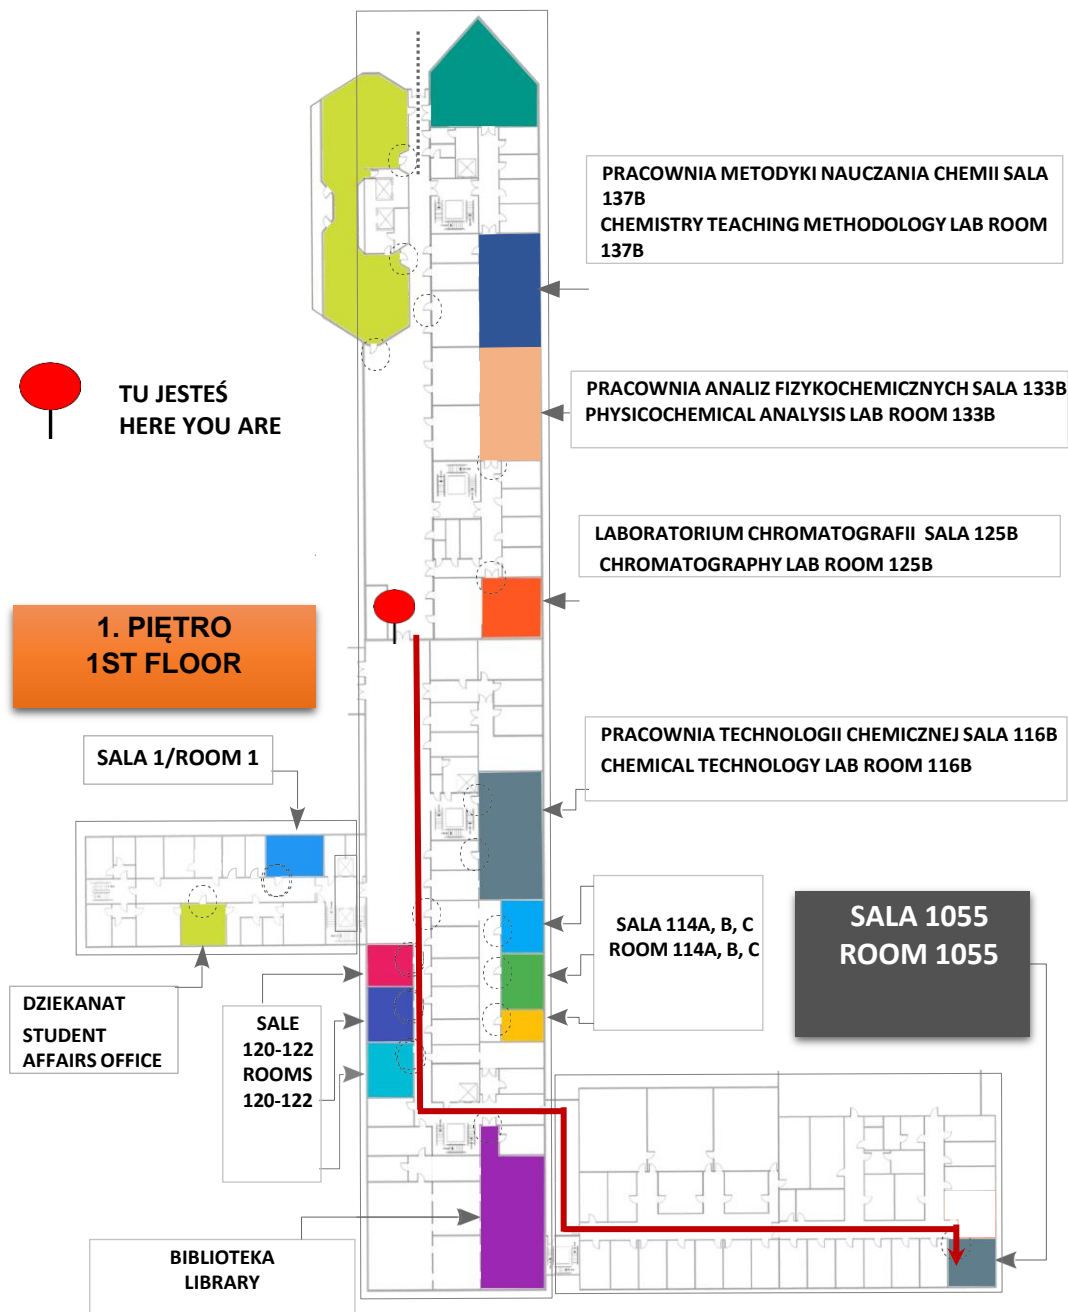 PRACOWNIA METODYKI NAUCZANIA CHEMII SALA
137B
CHEMISTRY TEACHING METHODOLOGY LAB ROOM
137B
TU JESTEŚ
HERE YOU ARE
PRACOWNIA ANALIZ FIZYKOCHEMICZNYCH SALA 133B
PHYSICOCHEMICAL ANALYSIS LAB ROOM 133B
LABORATORIUM CHROMATOGRAFII SALA 125B
CHROMATOGRAPHY LAB ROOM 125B
1. PIĘTRO
1ST FLOOR
PRACOWNIA TECHNOLOGII CHEMICZNEJ SALA 116B
CHEMICAL TECHNOLOGY LAB ROOM 116B
SALA 1/ROOM 1
SALA 114A, B, C
ROOM 114A, B, C
SALA 1055
ROOM 1055
DZIEKANAT
STUDENT
AFFAIRS OFFICE
SALE
120-122
ROOMS
120-122
BIBLIOTEKA
LIBRARY